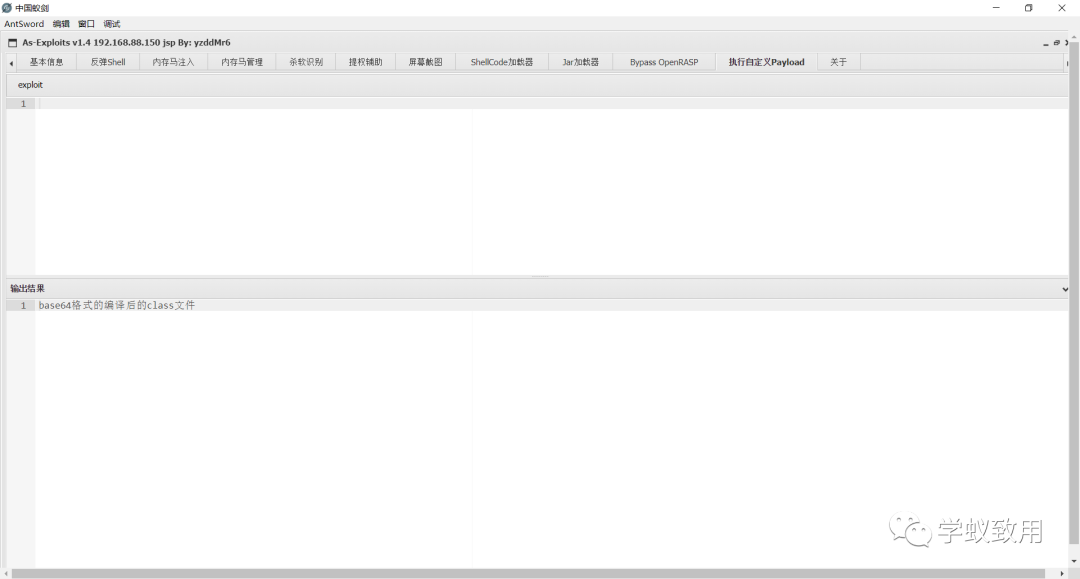 中国蚁剑
AntSword 编辑 窗口 调试
As-Exploits v1.4 192.168.88.150 jsp By: yzddMr6
基本信息 反弹Shell 内存马注入 内存马管理 杀软识别 提权辅助 屏幕截图 ShellCode加载器 Jar加载器 Bypass OpenRASP 执行自定义Payload 关于
exploit
1
输出结果
1 base64格式的编译后的class文件
学蚁致用